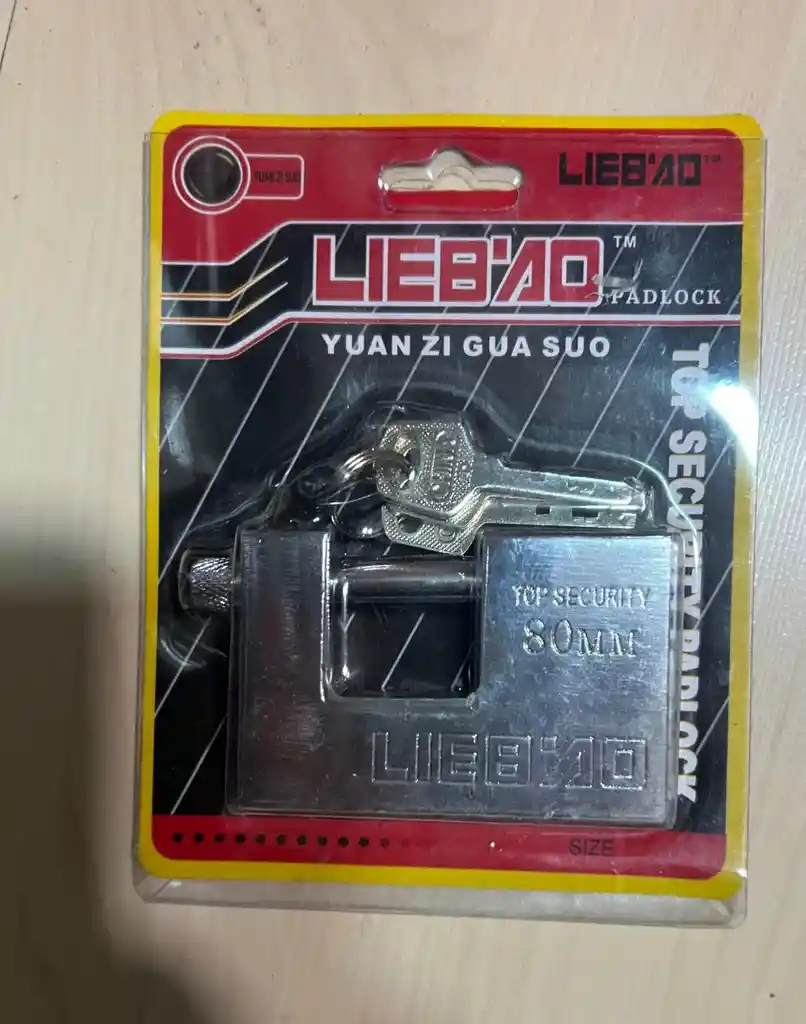 YUAN ZI SUO
LIEB'AO™
LIEB'AO™
PADLOCK
YUAN ZI GUA SUO
TOP SECURITY PADLOCK
TOP SECURITY
80MM
LIEB'AO
SIZE